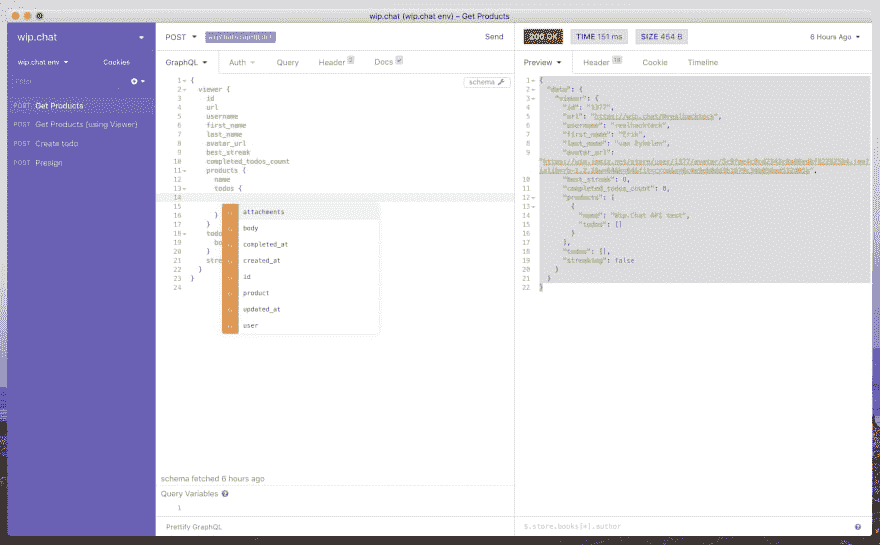 wip.chat (wip.chat env) – Get Products
wip.chat
wip.chat env
Cookies
Filter
POST Get Products
POST Get Products (using Viewer)
POST Create todo
POST Presign
POST
Send
GraphQL
Auth
Query
Header 2
Docs
schema
1 {
2 viewer {
3 id
4 url
5 username
6 first_name
7 last_name
8 avatar_url
9 best_streak
10 completed_todos_count
11 products {
12 name
13 todos {
14
15
16 }
17 }
18 todo
19 bo
20 }
21 stre
22 }
23 }
24
attachments
body
completed_at
created_at
id
product
updated_at
user
schema fetched 6 hours ago
Query Variables
1
Prettify GraphQL
200 OK
TIME 151 ms
SIZE 454 B
6 Hours Ago
Preview
Header
Cookie
Timeline
1 {
2 "data": {
3 "viewer": {
4 "id": "1377",
5 "url": "https://wip.chat/@realhackteck",
6 "username": "realhackteck",
7 "first_name": "Erik",
8 "last_name": "van Eykelen",
9 "avatar_url":
10 "best_streak": 0,
11 "completed_todos_count": 0,
12 "products": [
13 {
14 "name": "Wip.Chat API test",
15 "todos": []
16 }
17 ],
18 "todos": [],
19 "streaking": false
20 }
21 }
22 }
$.store.books[*].author